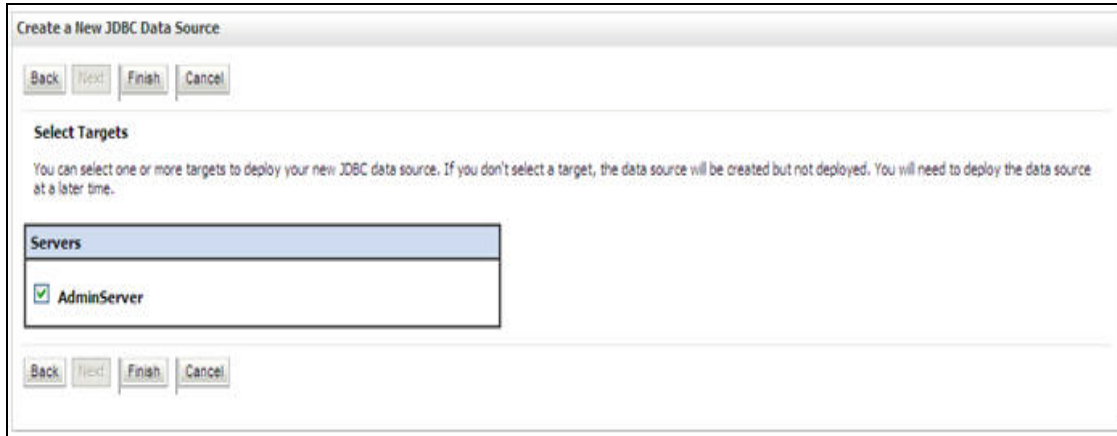 Create a New JDBC Data Source
Back Next Finish Cancel
Select Targets
You can select one or more targets to deploy your new JDBC data source. If you don't select a target, the data source will be created but not deployed. You will need to deploy the data source
at a later time.
Servers
AdminServer
Back Next Finish Cancel